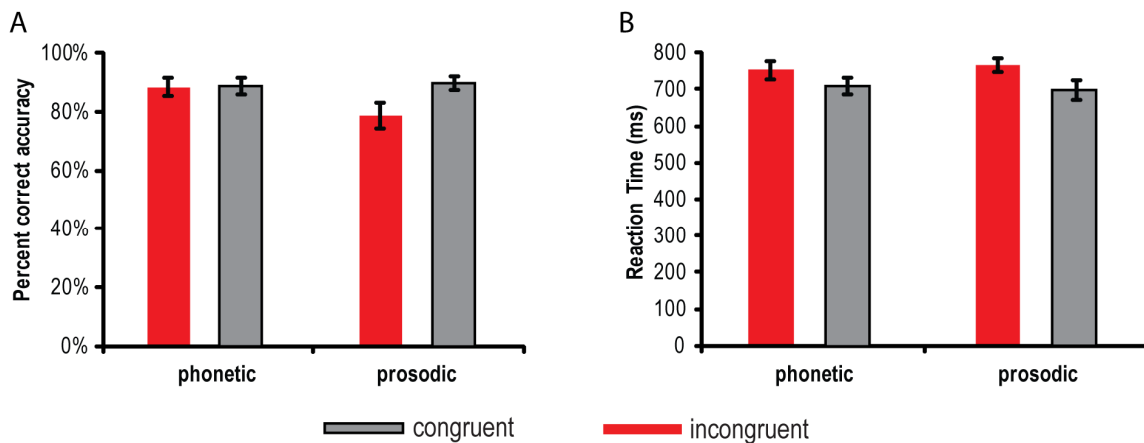 A
Percent correct accuracy
100%
80%
60%
40%
20%
0%
phonetic
prosodic
B
Reaction Time (ms)
800
700
600
500
400
300
200
100
0
phonetic
prosodic
congruent
incongruent